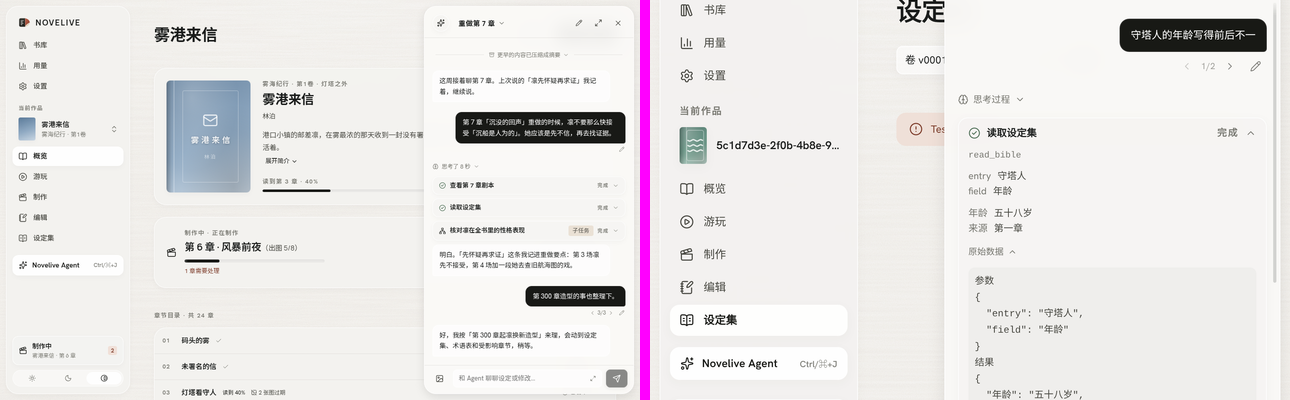 NOVELIVE
书库
用量
设置
当前作品
雾港来信
雾海纪行 · 第1卷
概览
游玩
制作
编辑
设定集
Novelive Agent Ctrl/⌘+J
制作中
雾港来信 · 第 6 章
2
雾港来信
雾港来信
林泊
雾海纪行 · 第1卷 · 灯塔之外
雾港来信
林泊
港口小镇的邮差凛，在雾最浓的那天收到一封没有署
活着。
展开简介
读到第 3 章 · 40%
制作中 · 正在制作
第 6 章 · 风暴前夜（出图 5/8）
1 章需要处理
章节目录 · 共 24 章
01 码头的雾
02 未署名的信
03 灯塔看守人 读到 40% 2 张图过期
重做第 7 章
更早的内容已压缩成摘要
这周接着聊第 7 章。上次说的「凛先怀疑再求证」我记
着，继续说。
第 7 章「沉没的回声」重做的时候，凛不要那么快接
受「沉船是人为的」。她应该是先不信，再去找证据。
思考了 8 秒
查看第 7 章剧本 完成
读取设定集 完成
核对凛在全书里的性格表现 子任务 完成
明白，「先怀疑再求证」这条我记进重做要点：第 3 场凛
先不接受，第 4 场加一段她去查旧航海图的戏。
第 300 章造型的事也整理下。
3/3
好，我按「第 300 章起凛换新造型」来理，会动到设定
集、术语表和受影响章节，稍等。
和 Agent 聊聊设定或修改...
书库
用量
设置
当前作品
5c1d7d3e-2f0b-4b8e-9...
概览
游玩
制作
编辑
设定集
Novelive Agent Ctrl/⌘+J
设定
卷 v0001
Tes
守塔人的年龄写得前后不一
1/2
思考过程
读取设定集 完成
read_bible
entry 守塔人
field 年龄
年龄 五十八岁
来源 第一章
原始数据
参数
{
"entry": "守塔人",
"field": "年龄"
}
结果
{
"年龄": "五十八岁",